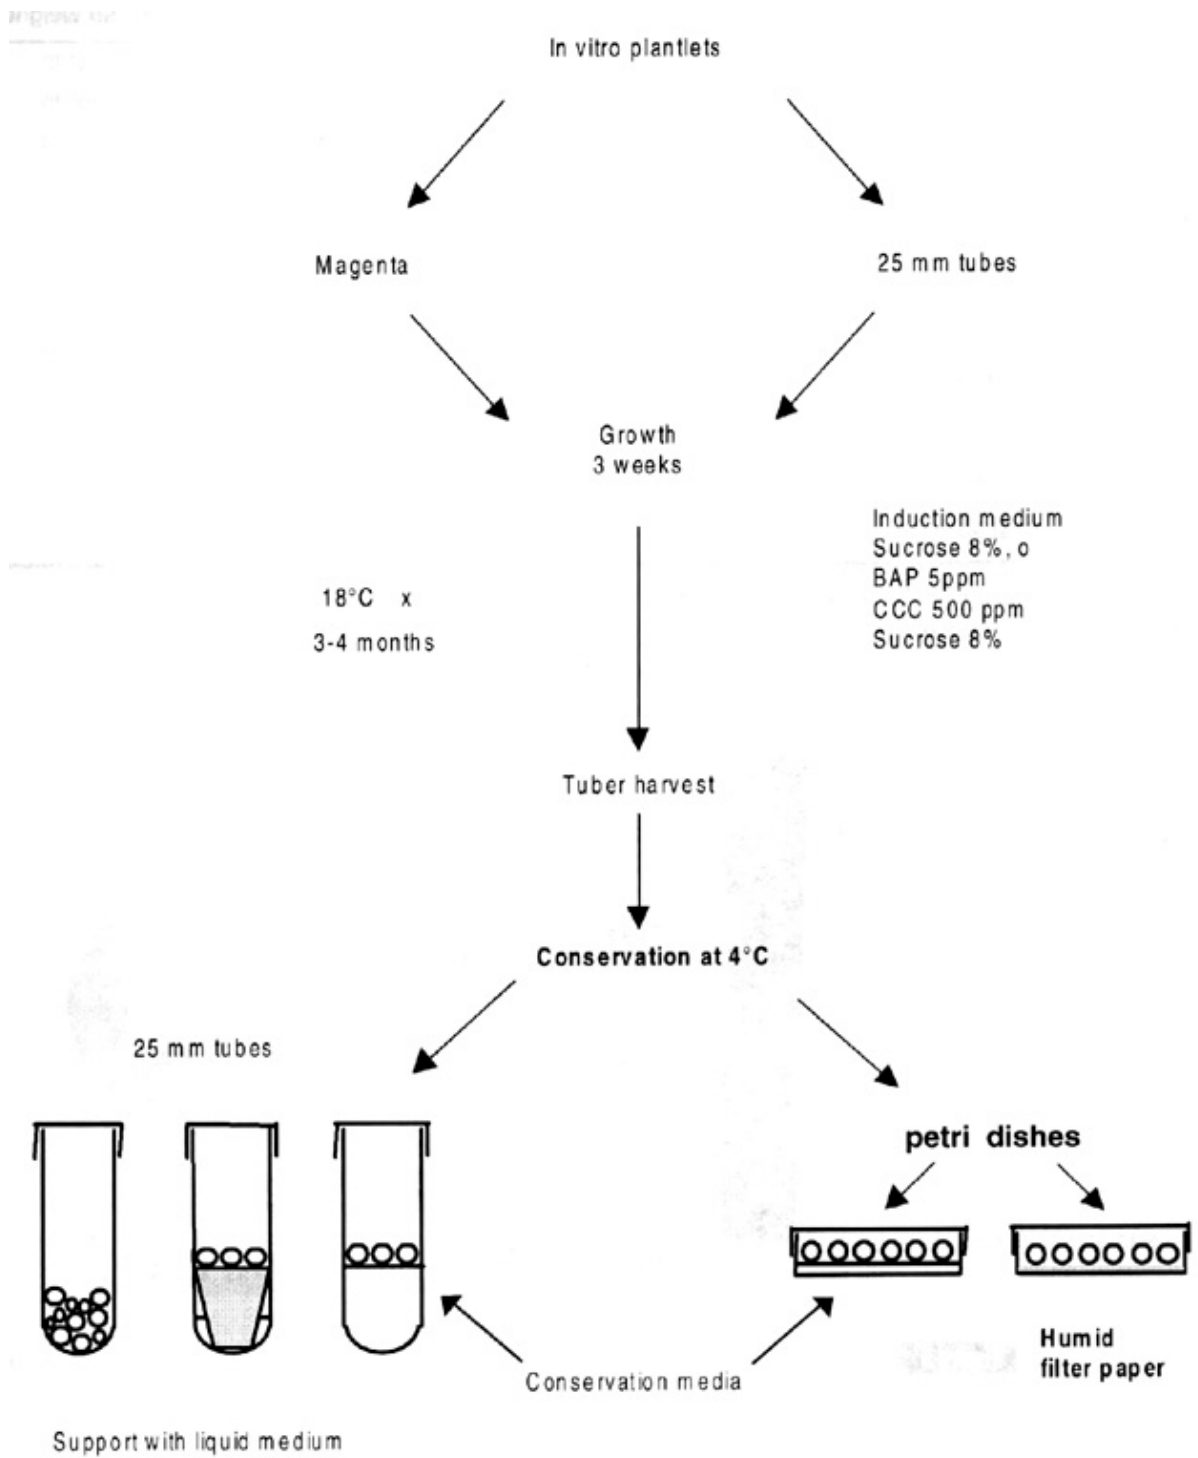 In vitro plantlets
Magenta
25 mm tubes
Growth
3 weeks
Induction medium
Sucrose 8%, o
BAP 5ppm
CCC 500 ppm
Sucrose 8%
18°C x
3-4 months
Tuber harvest
Conservation at 4°C
25 mm tubes
petri dishes
Humid
filter paper
Conservation media
Support with liquid medium